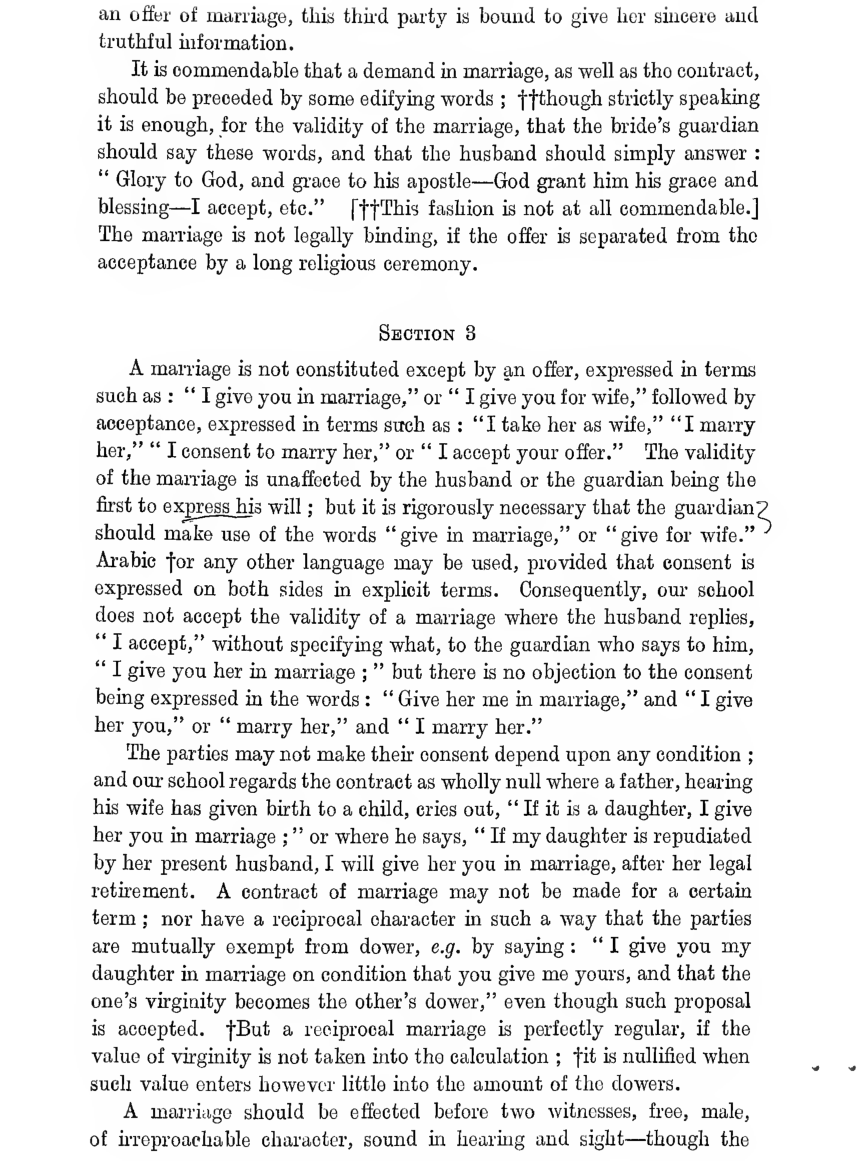 an offer of marriage, this third party is bound to give her sincere and
truthful information.
It is commendable that a demand in marriage, as well as the contract,
should be preceded by some edifying words ; ††though strictly speaking
it is enough, for the validity of the marriage, that the bride's guardian
should say these words, and that the husband should simply answer :
“ Glory to God, and grace to his apostle—God grant him his grace and
blessing—I accept, etc.” [††This fashion is not at all commendable.]
The marriage is not legally binding, if the offer is separated from the
acceptance by a long religious ceremony.
SECTION 3
A marriage is not constituted except by an offer, expressed in terms
such as : “ I give you in marriage,” or “ I give you for wife,” followed by
acceptance, expressed in terms such as : “I take her as wife,” “I marry
her,” “ I consent to marry her,” or “ I accept your offer.” The validity
of the marriage is unaffected by the husband or the guardian being the
first to express his will ; but it is rigorously necessary that the guardian
should make use of the words “give in marriage,” or “give for wife.”
Arabic †or any other language may be used, provided that consent is
expressed on both sides in explicit terms. Consequently, our school
does not accept the validity of a marriage where the husband replies,
“ I accept,” without specifying what, to the guardian who says to him,
“ I give you her in marriage ; ” but there is no objection to the consent
being expressed in the words : “Give her me in marriage,” and “I give
her you,” or “ marry her,” and “ I marry her.”
The parties may not make their consent depend upon any condition ;
and our school regards the contract as wholly null where a father, hearing
his wife has given birth to a child, cries out, “ If it is a daughter, I give
her you in marriage ; ” or where he says, “ If my daughter is repudiated
by her present husband, I will give her you in marriage, after her legal
retirement. A contract of marriage may not be made for a certain
term ; nor have a reciprocal character in such a way that the parties
are mutually exempt from dower, e.g. by saying : “ I give you my
daughter in marriage on condition that you give me yours, and that the
one's virginity becomes the other's dower,” even though such proposal
is accepted. †But a reciprocal marriage is perfectly regular, if the
value of virginity is not taken into the calculation ; †it is nullified when
such value enters however little into the amount of the dowers.
A marriage should be effected before two witnesses, free, male,
of irreproachable character, sound in hearing and sight—though the